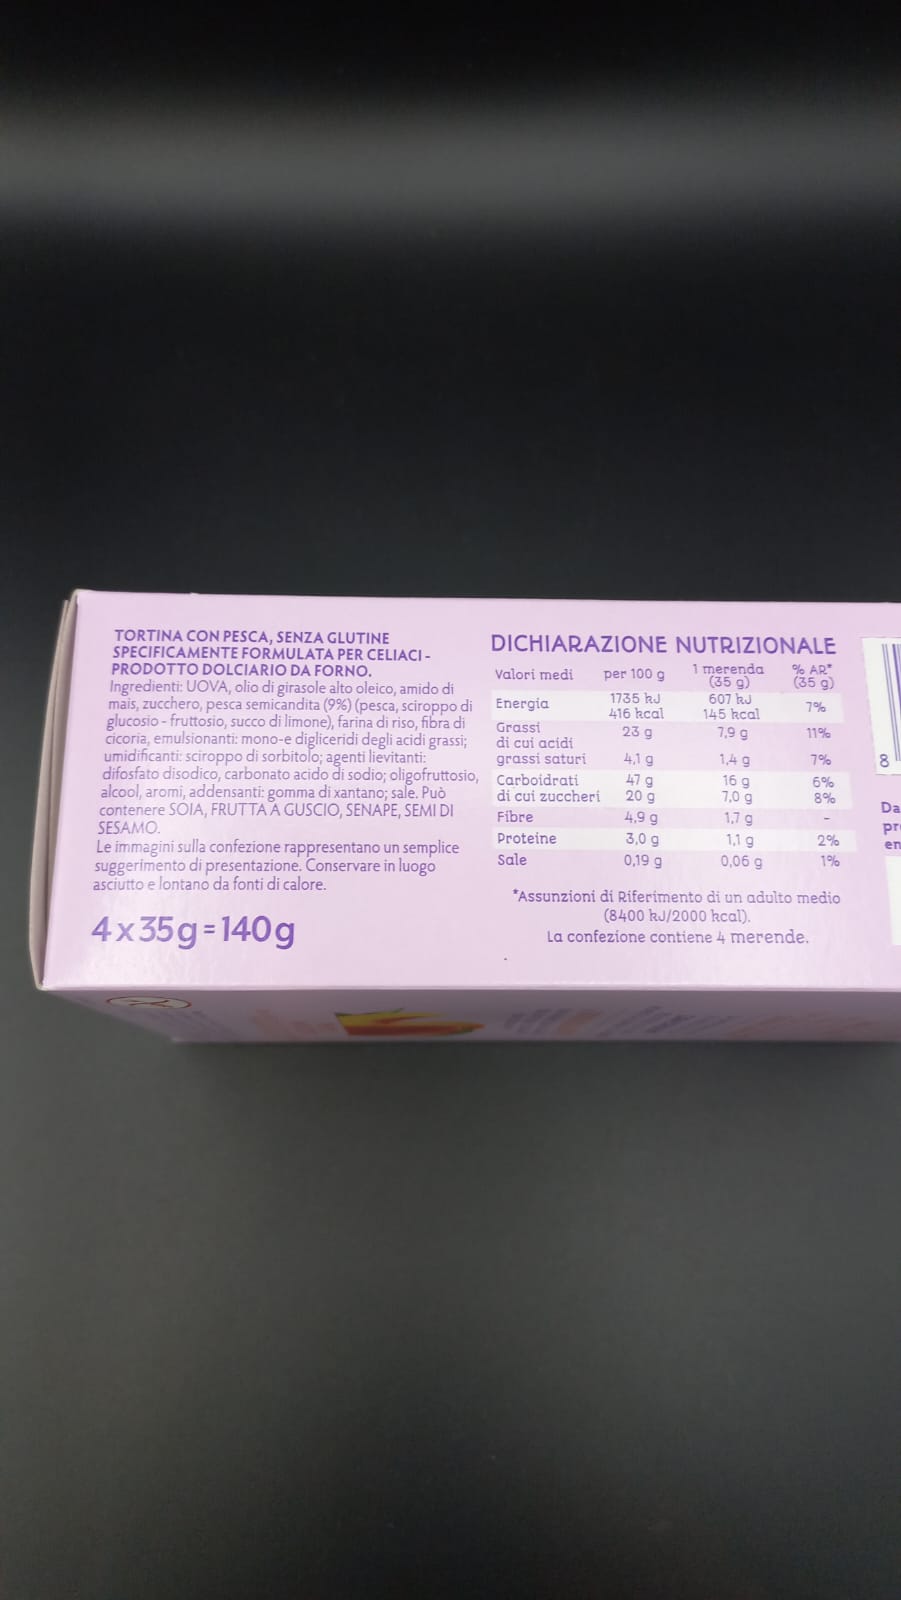 TORTINA CON PESCA, SENZA GLUTINE
SPECIFICAMENTE FORMULATA PER CELIACI -
PRODOTTO DOLCIARIO DA FORNO.
Ingredienti: UOVA, olio di girasole alto oleico, amido di
mais, zucchero, pesca semicandita (9%) (pesca, sciroppo di
glucosio - fruttosio, succo di limone), farina di riso, fibra di
cicoria, emulsionanti: mono-e digliceridi degli acidi grassi;
umidificanti: sciroppo di sorbitolo; agenti lievitanti:
difosfato disodico, carbonato acido di sodio; oligofruttosio,
alcool, aromi, addensanti: gomma di xantano; sale. Può
contenere SOIA, FRUTTA A GUSCIO, SENAPE, SEMI DI
SESAMO.
Le immagini sulla confezione rappresentano un semplice
suggerimento di presentazione. Conservare in luogo
asciutto e lontano da fonti di calore.
4x35g=140g
DICHIARAZIONE NUTRIZIONALE
Valori medi per 100 g 1 merenda (35 g) % AR* (35 g)
Energia 1735 kJ 607 kJ 7%
416 kcal 145 kcal
Grassi 23 g 7,9 g 11%
di cui acidi
grassi saturi 4,1 g 1,4 g 7%
Carboidrati 47 g 16 g 6%
di cui zuccheri 20 g 7,0 g 8%
Fibre 4,9 g 1,7 g -
Proteine 3,0 g 1,1 g 2%
Sale 0,19 g 0,06 g 1%
*Assunzioni di Riferimento di un adulto medio
(8400 kJ/2000 kcal).
La confezione contiene 4 merende.
8
Da
pr
en